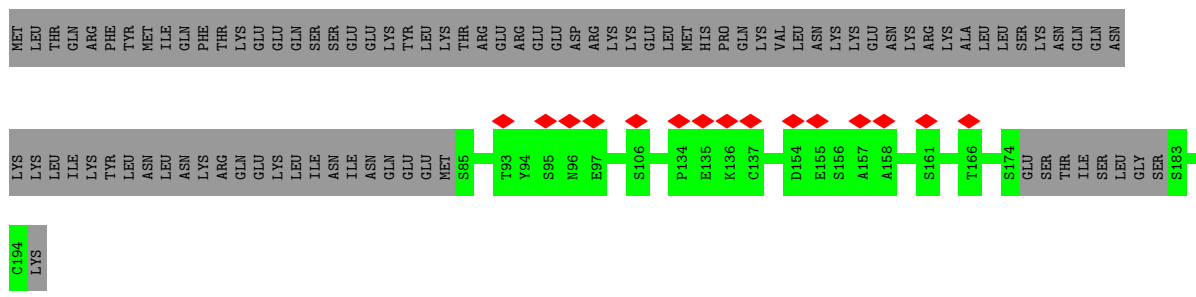 MET LEU THR GLN ARG PHE TYR MET ILE GLN PHE THR LYS GLU GLU GLN SER SER GLU GLU LYS TYR LEU LYS THR ARG GLU ARG GLU GLU ASP ARG LYS LYS GLU LEU MET HIS PRO GLN LYS VAL LEU ASN LYS LYS GLU ASN LYS ARG LYS ALA LEU LEU SER LYS ASN GLN GLN ASN
LYS LYS LEU ILE LYS TYR LEU ASN LEU ASN LYS ARG GLN GLU LYS LEU ILE ASN ILE ASN GLN GLU GLU MET S85 T93 Y94 S95 N96 E97 S106 P134 E135 K136 C137 D154 E155 S156 A157 A158 S161 T166 S174 GLU SER THR ILE SER LEU GLY SER S183
C194 LYS